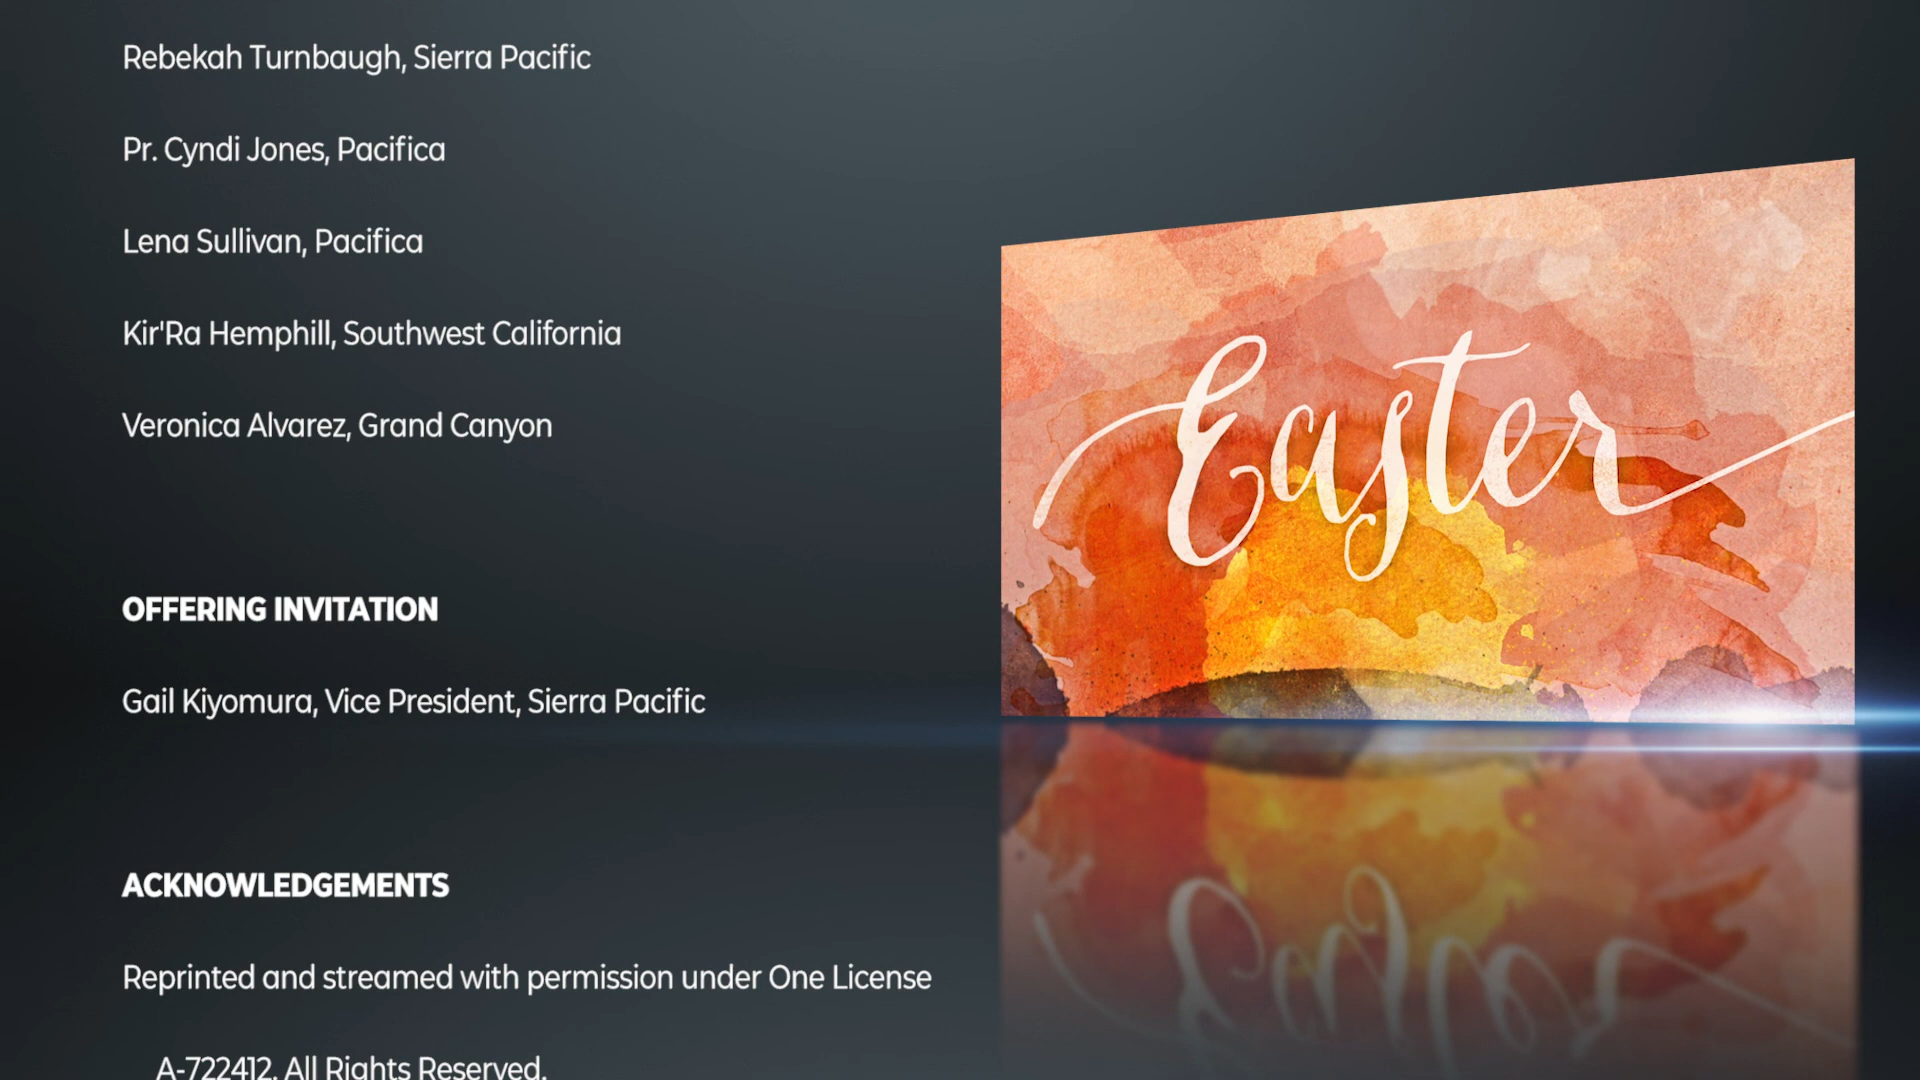 Rebekah Turnbaugh, Sierra Pacific
Pr. Cyndi Jones, Pacifica
Lena Sullivan, Pacifica
Kir'Ra Hemphill, Southwest California
Veronica Alvarez, Grand Canyon
OFFERING INVITATION
Gail Kiyomura, Vice President, Sierra Pacific
ACKNOWLEDGEMENTS
Reprinted and streamed with permission under One License
A-722412. All Rights Reserved.
Easter